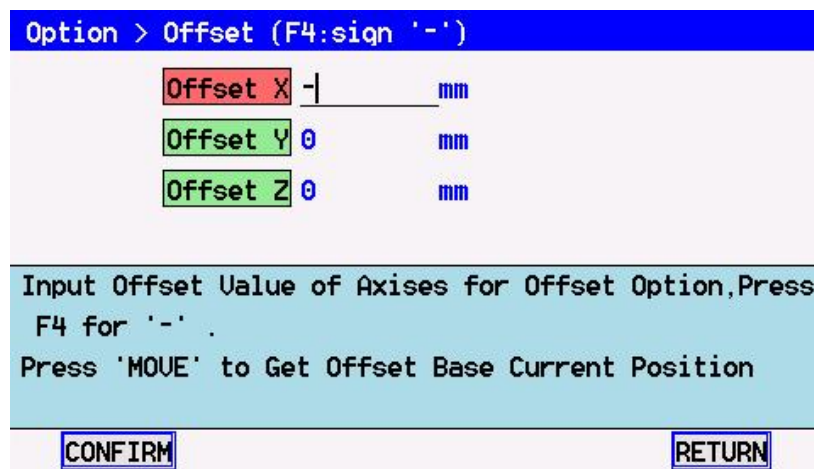 Option > Offset (F4:sign '-')
Offset X -mm
Offset Y 0 mm
Offset Z 0 mm
Input Offset Value of Axises for Offset Option,Press
F4 for '-' .
Press 'MOVE' to Get Offset Base Current Position
CONFIRM RETURN